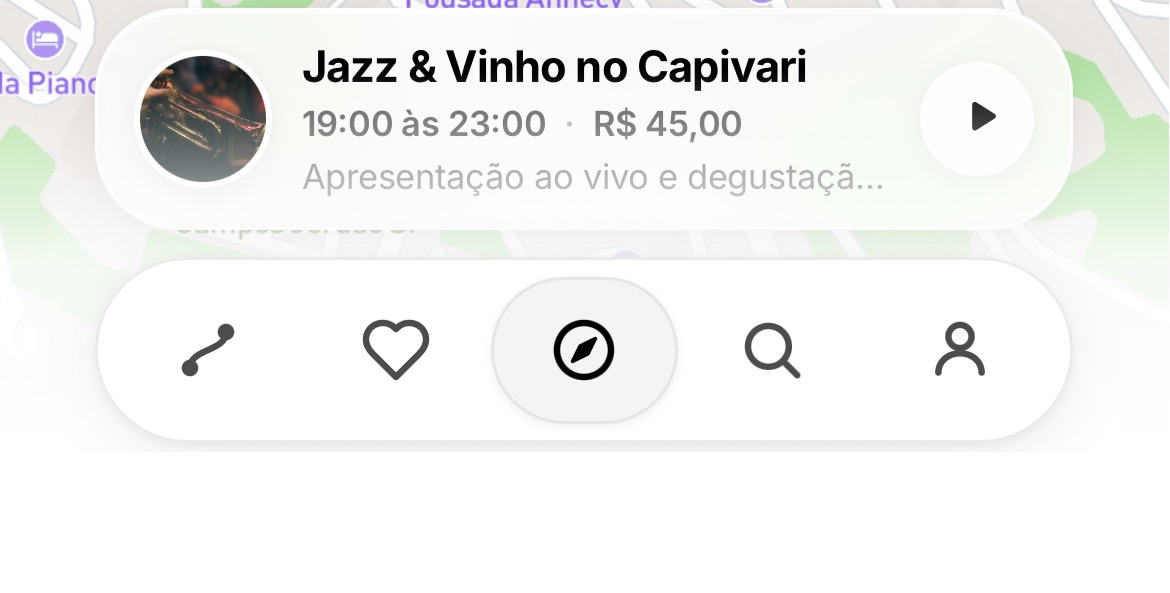 Pousada Annecy
la Piano
Jazz & Vinho no Capivari
19:00 às 23:00 · R$ 45,00
Apresentação ao vivo e degustaçã...